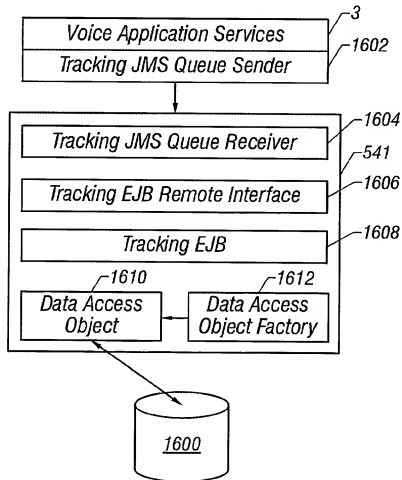 Voice Application Services
3
Tracking JMS Queue Sender
1602
Tracking JMS Queue Receiver
1604
541
Tracking EJB Remote Interface
1606
Tracking EJB
1608
1610
1612
Data Access
Object
Data Access
Object Factory
1600